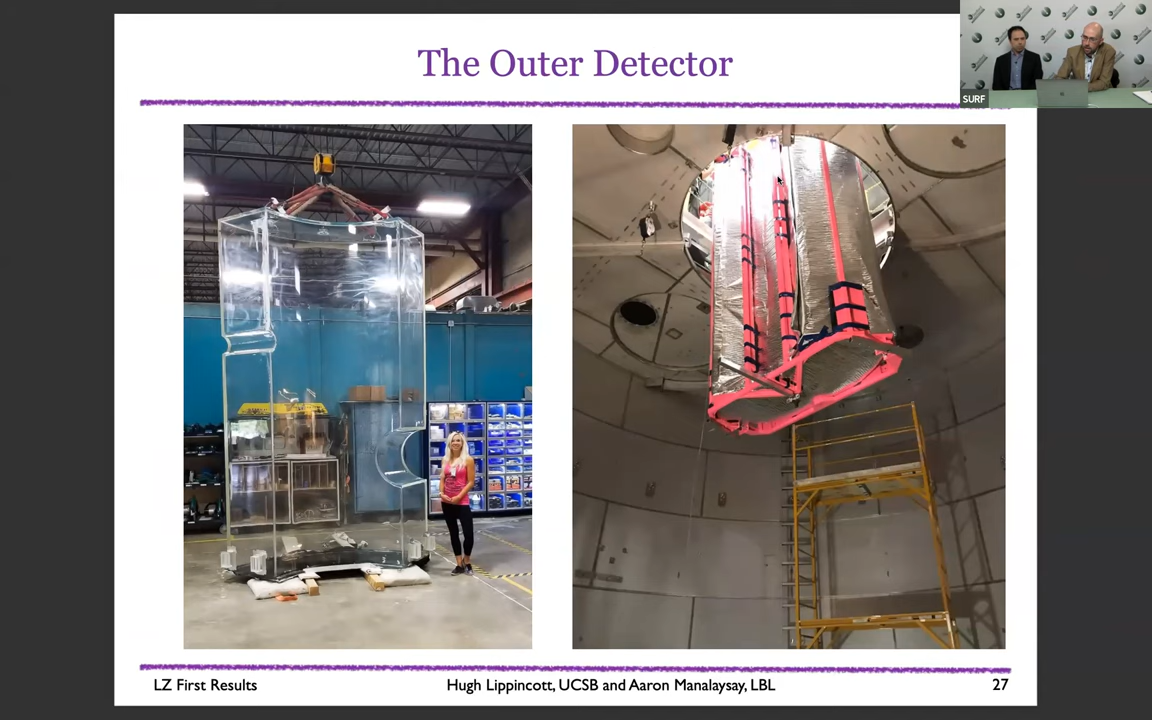 The Outer Detector
SURF
LZ First Results
Hugh Lippincott, UCSB and Aaron Manalaysay, LBL
27